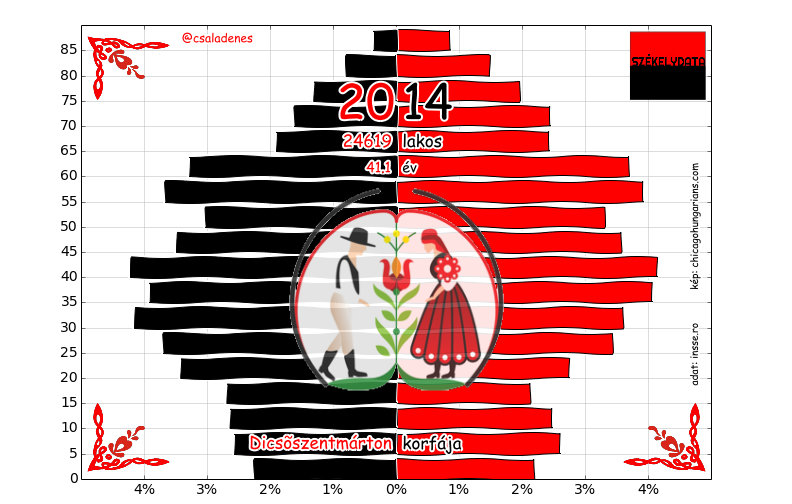 @csaladenes
SZÉKELYDATA
2014
24619 lakos
41,1 év
Dicsőszentmárton korfája
kép: chicagohungarians.com
adat: insse.ro
85
80
75
70
65
60
55
50
45
40
35
30
25
20
15
10
5
0
4% 3% 2% 1% 0% 1% 2% 3% 4%